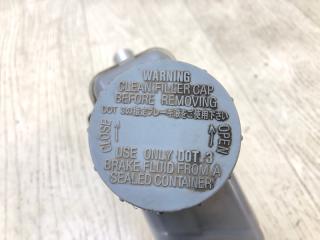 WARNING
CLEAN FILLER CAP
BEFORE REMOVING
DOT 3の指定ブレーキ液をご使用下さい
CLOSE
OPEN
USE ONLY DOT 3
BRAKE FLUID FROM A
SEALED CONTAINER